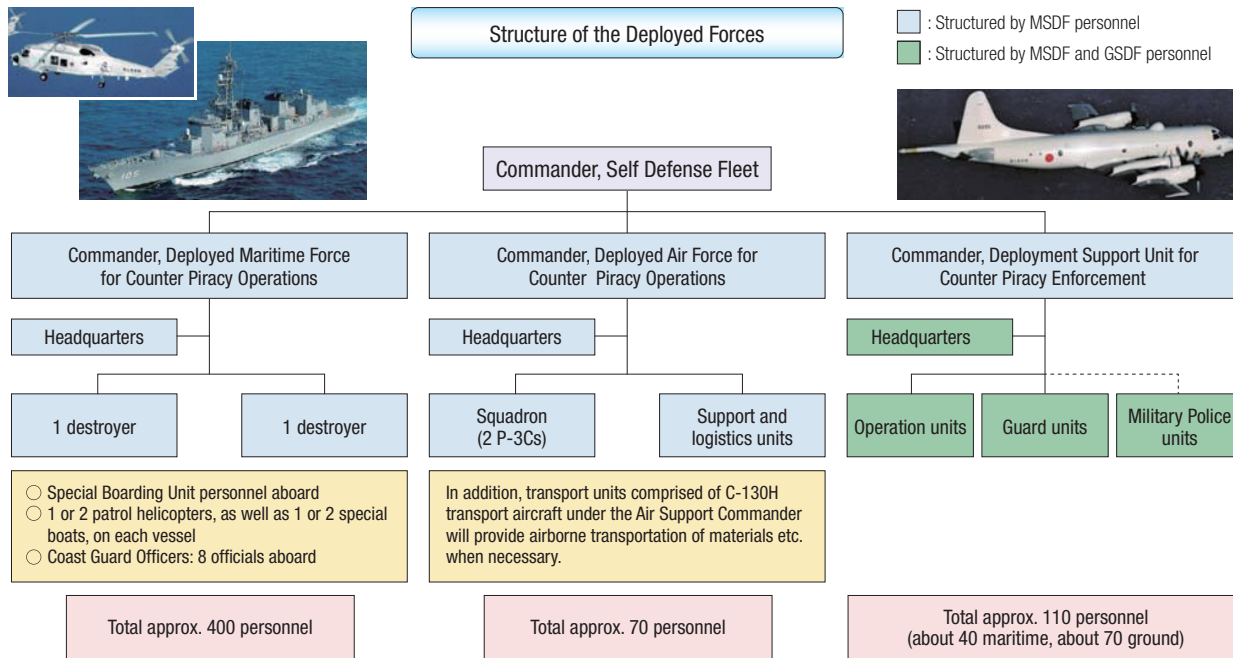 Structure of the Deployed Forces
: Structured by MSDF personnel
: Structured by MSDF and GSDF personnel
105
Commander, Self Defense Fleet
Commander, Deployed Maritime Force
for Counter Piracy Operations
Commander, Deployed Air Force for
Counter Piracy Operations
Commander, Deployment Support Unit for
Counter Piracy Enforcement
Headquarters
Headquarters
Headquarters
1 destroyer
1 destroyer
Squadron
(2 P-3Cs)
Support and
logistics units
Operation units
Guard units
Military Police
units
○ Special Boarding Unit personnel aboard
○ 1 or 2 patrol helicopters, as well as 1 or 2 special
boats, on each vessel
○ Coast Guard Officers: 8 officials aboard
In addition, transport units comprised of C-130H
transport aircraft under the Air Support Commander
will provide airborne transportation of materials etc.
when necessary.
Total apprx. 400 personnel
Total apprx. 70 personnel
Total apprx. 110 personnel
(about 40 maritime, about 70 ground)